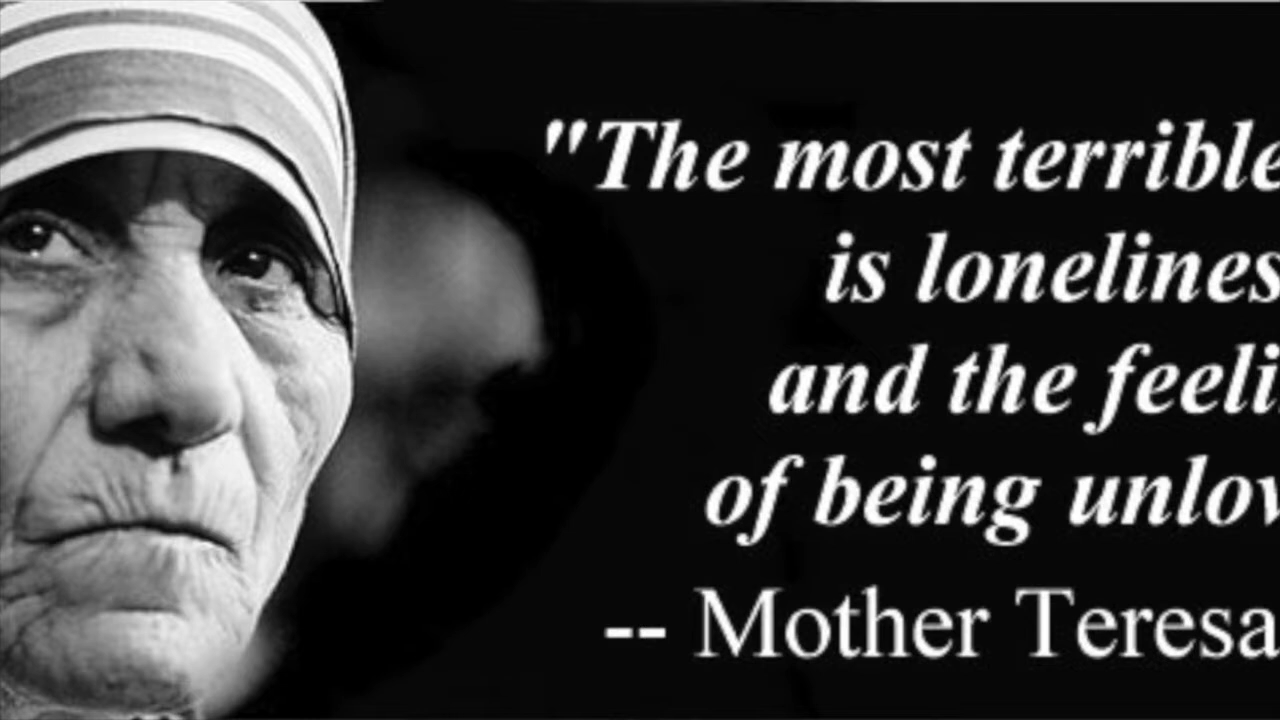 "The most terrible
is lonelines
and the feeli
of being unlov
-- Mother Teresa